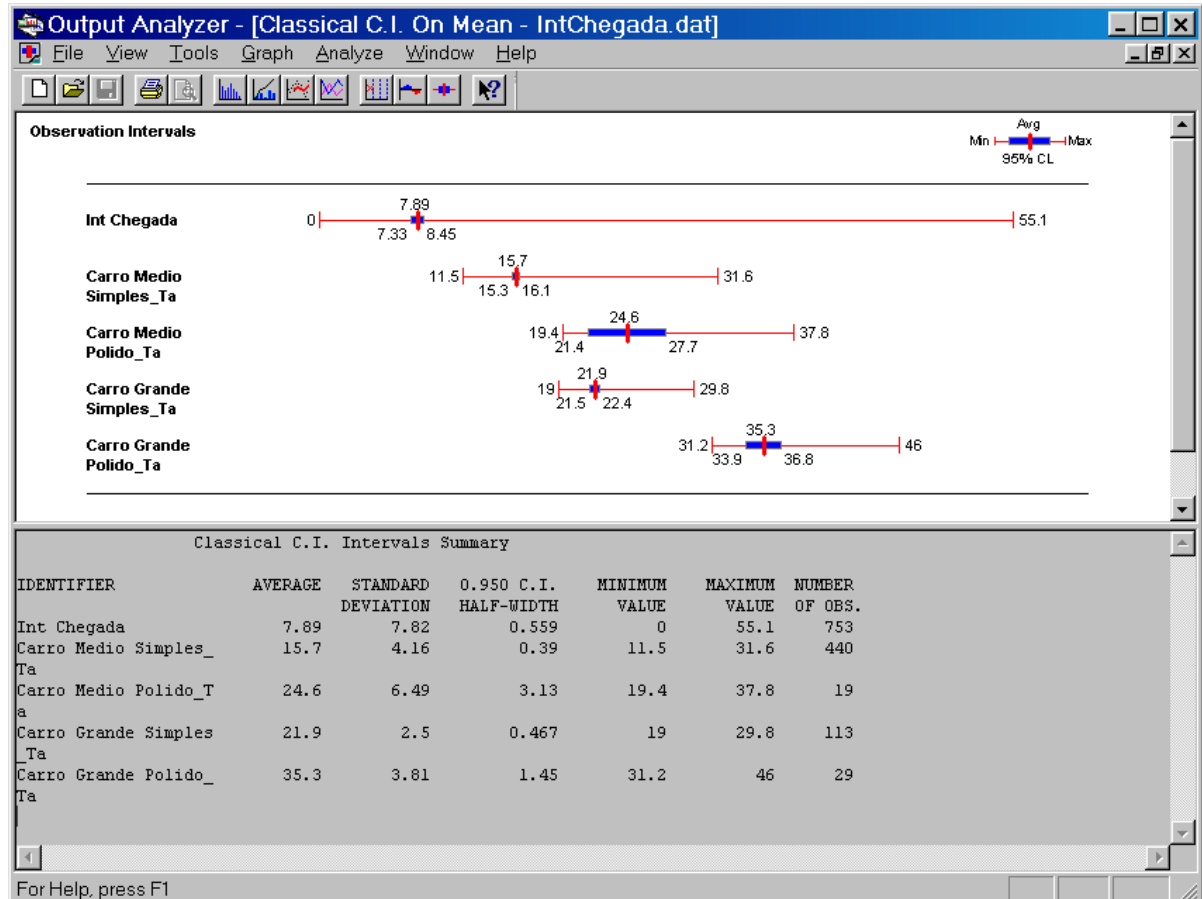 Output Analyzer - [Classical C.I. On Mean - IntChegada.dat]
File View Tools Graph Analyze Window Help
Observation Intervals
Avg
Min Max
95% CL
7.89
Int Chegada 0 55.1
7.33 8.45
15.7
Carro Medio 11.5 31.6
Simples_Ta 15.3 16.1
24.6
Carro Medio 19.4 37.8
Polido_Ta 21.4 27.7
21.9
Carro Grande 19 29.8
Simples_Ta 21.5 22.4
35.3
Carro Grande 31.2 46
Polido_Ta 33.9 36.8
Classical C.I. Intervals Summary
IDENTIFIER AVERAGE STANDARD 0.950 C.I. MINIMUM MAXIMUM NUMBER
DEVIATION HALF-WIDTH VALUE VALUE OF OBS.
Int Chegada 7.89 7.82 0.559 0 55.1 753
Carro Medio Simples_ 15.7 4.16 0.39 11.5 31.6 440
Ta
Carro Medio Polido_T 24.6 6.49 3.13 19.4 37.8 19
a
Carro Grande Simples 21.9 2.5 0.467 19 29.8 113
_Ta
Carro Grande Polido_ 35.3 3.81 1.45 31.2 46 29
Ta
For Help, press F1